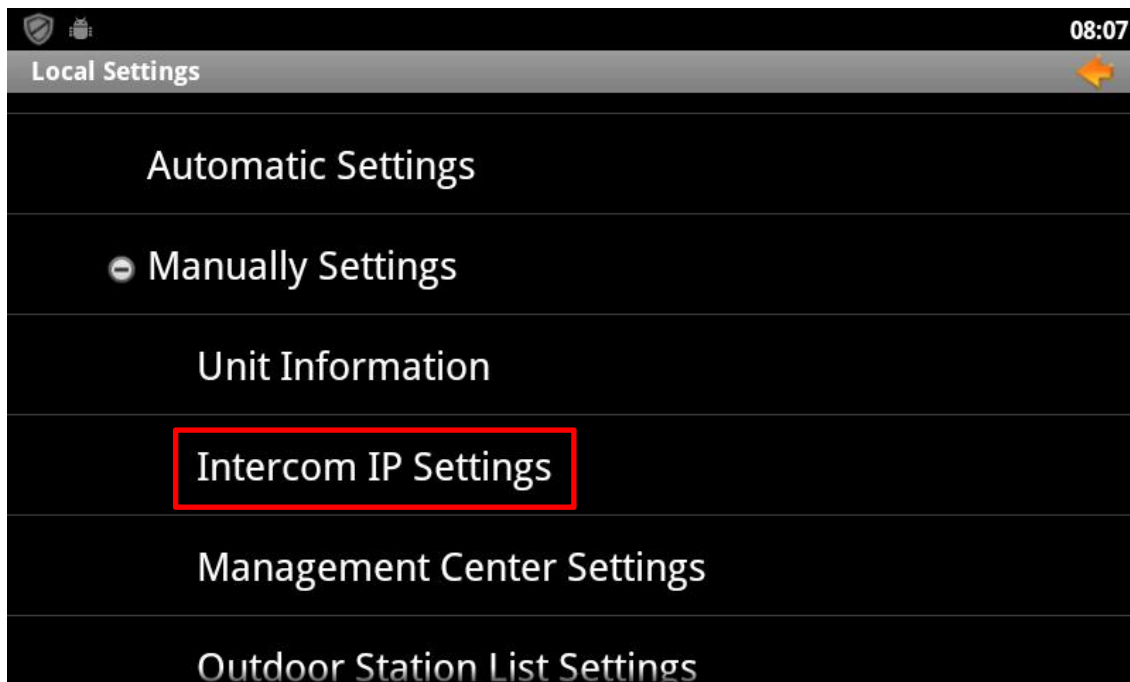 08:07
Local Settings
Automatic Settings
Manually Settings
Unit Information
Intercom IP Settings
Management Center Settings
Outdoor Station List Settings